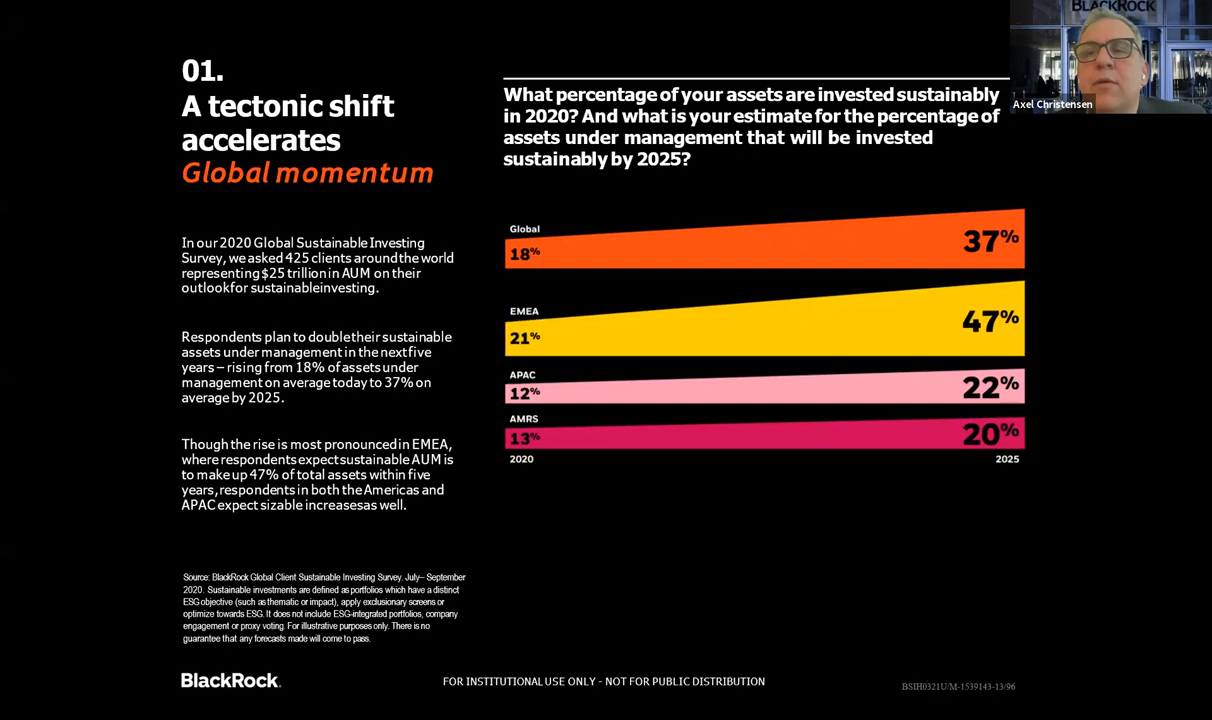 01.
A tectonic shift
accelerates
Global momentum
In our 2020 Global Sustainable Investing
Survey, we asked 425 clients around the world
representing $25 trillion in AUM on their
outlook for sustainable investing.
Respondents plan to double their sustainable
assets under management in the next five
years – rising from 18% of assets under
management on average today to 37% on
average by 2025.
Though the rise is most pronounced in EMEA,
where respondents expect sustainable AUM is
to make up 47% of total assets within five
years, respondents in both the Americas and
APAC expect sizable increases as well.
Source: BlackRock Global Client Sustainable Investing Survey. July– September
2020. Sustainable investments are defined as portfolios which have a distinct
ESG objective (such as thematic or impact), apply exclusionary screens or
optimize towards ESG. It does not include ESG-integrated portfolios, company
engagement or proxy voting. For illustrative purposes only. There is no
guarantee that any forecasts made will come to pass.
What percentage of your assets are invested sustainably
in 2020? And what is your estimate for the percentage of
assets under management that will be invested
sustainably by 2025?
Global
18% 37%
EMEA
21% 47%
APAC
12% 22%
AMRS
13% 20%
2020 2025
BLACKROCK
Axel Christensen
BlackRock.
FOR INSTITUTIONAL USE ONLY - NOT FOR PUBLIC DISTRIBUTION
BSIH0321U/M-1539143-13/96